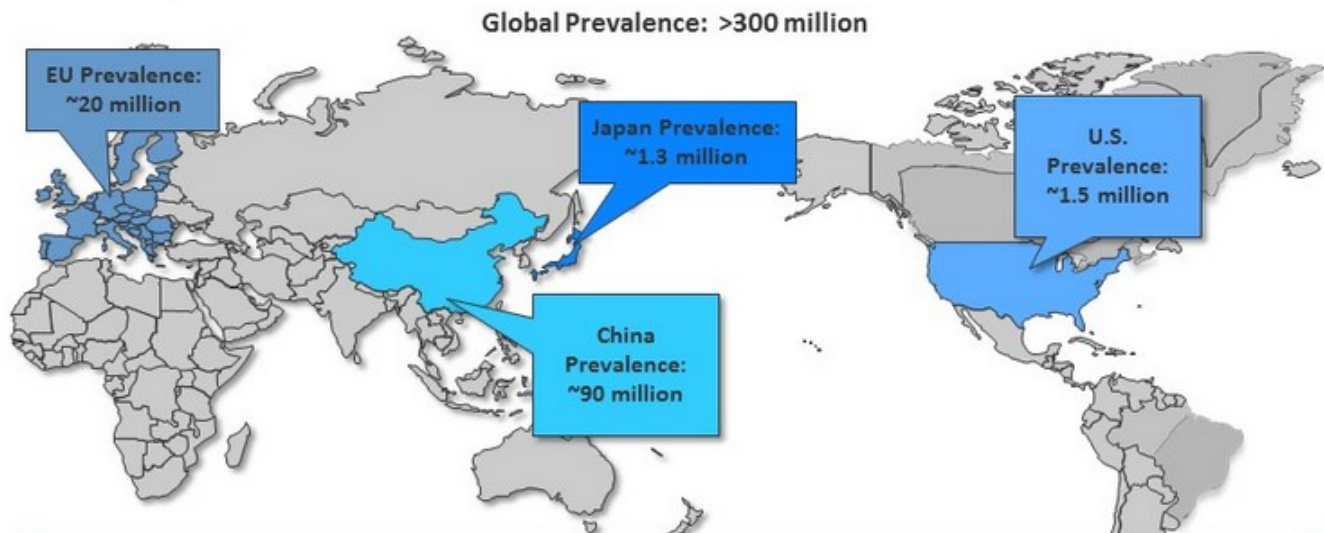 Global Prevalence: >300 million
EU Prevalence:
~20 million
Japan Prevalence:
~1.3 million
U.S.
Prevalence:
~1.5 million
China
Prevalence:
~90 million